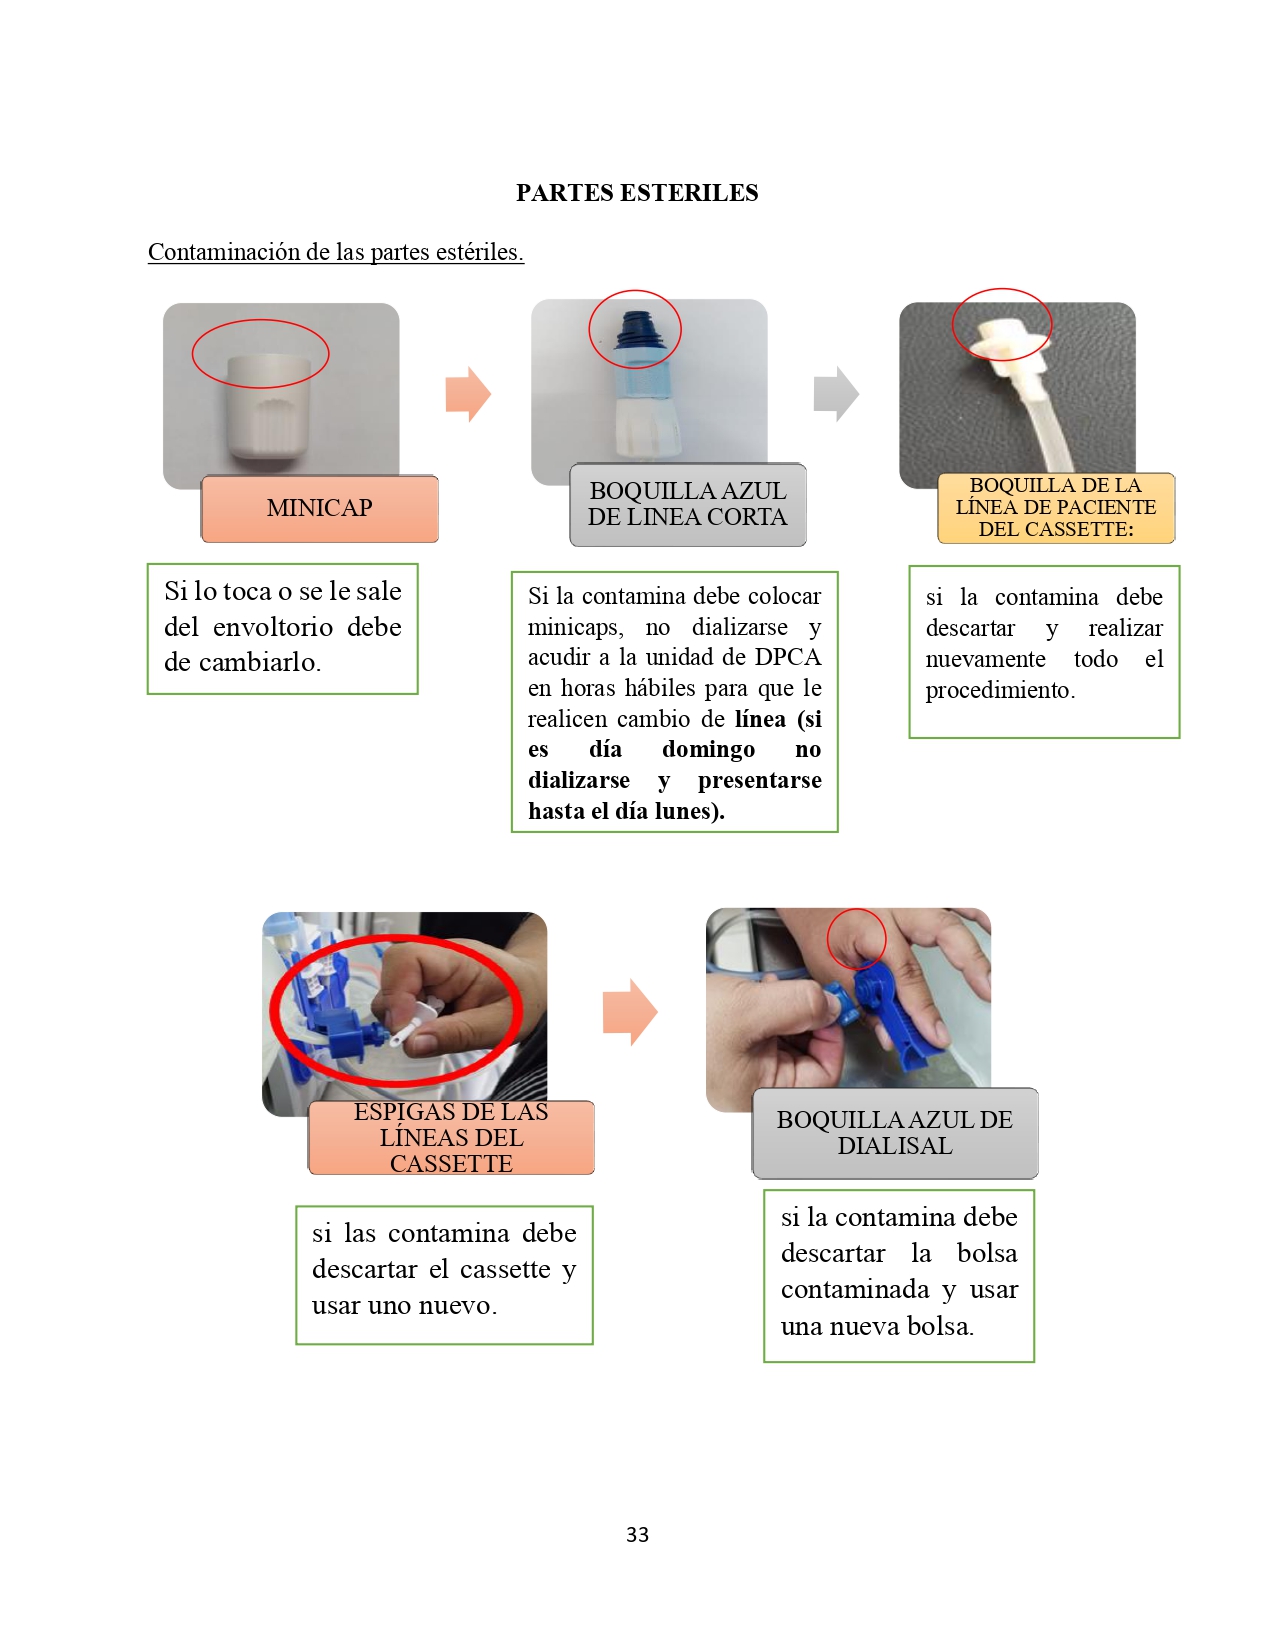 PARTES ESTERILES
Contaminación de las partes estériles.
MINICAP
BOQUILLA AZUL
DE LINEA CORTA
BOQUILLA DE LA
LÍNEA DE PACIENTE
DEL CASSETTE:
Si lo toca o se le sale
del envoltorio debe
de cambiarlo.
Si la contamina debe colocar
minicaps, no dializarse y
acudir a la unidad de DPCA
en horas hábiles para que le
realicen cambio de línea (si
es día domingo no
dializarse y presentarse
hasta el día lunes).
si la contamina debe
descartar y realizar
nuevamente todo el
procedimiento.
ESPIGAS DE LAS
LÍNEAS DEL
CASSETTE
BOQUILLA AZUL DE
DIALISAL
si las contamina debe
descartar el cassette y
usar uno nuevo.
si la contamina debe
descartar la bolsa
contaminada y usar
una nueva bolsa.
33